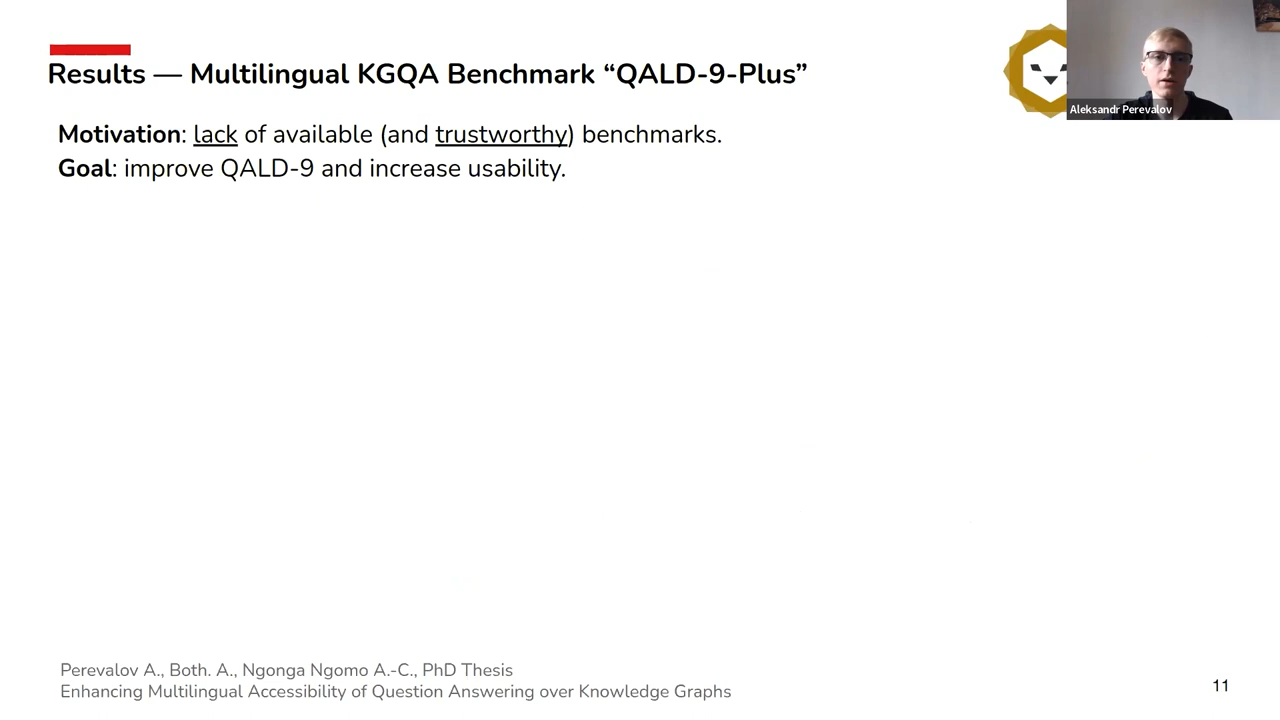 Results — Multilingual KGQA Benchmark “QALD-9-Plus”
Aleksandr Perevalov
Motivation: lack of available (and trustworthy) benchmarks.
Goal: improve QALD-9 and increase usability.
Perevalov A., Both. A., Ngonga Ngomo A.-C., PhD Thesis
Enhancing Multilingual Accessibility of Question Answering over Knowledge Graphs
11